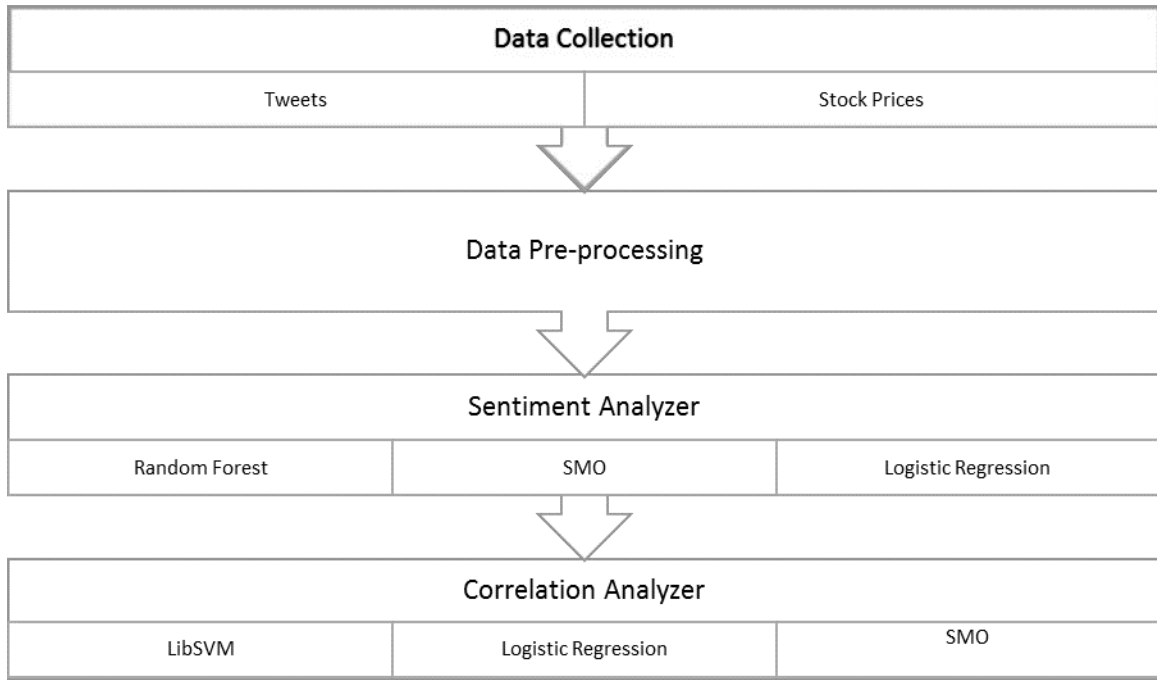 Data Collection
Tweets
Stock Prices
Data Pre-processing
Sentiment Analyzer
Random Forest
SMO
Logistic Regression
Correlation Analyzer
LibSVM
Logistic Regression
SMO